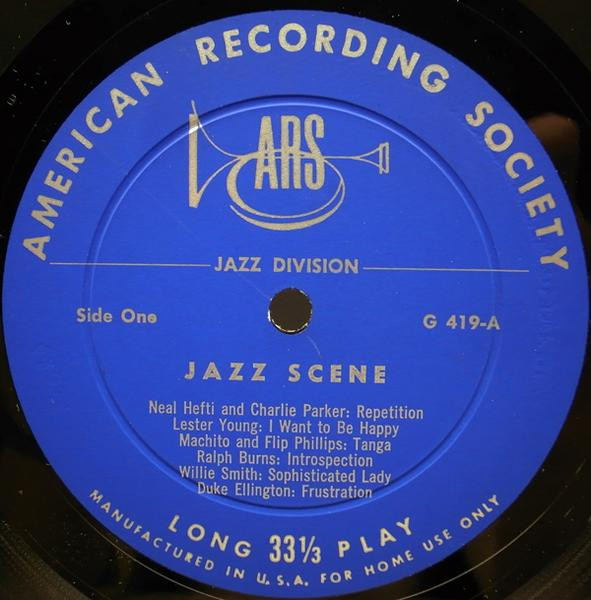 AMERICAN RECORDING SOCIETY
ARS
JAZZ DIVISION
Side One
G 419-A
JAZZ SCENE
Neal Hefti and Charlie Parker: Repetition
Lester Young: I Want to Be Happy
Machito and Flip Phillips: Tanga
Ralph Burns: Introspection
Willie Smith: Sophisticated Lady
Duke Ellington: Frustration
LONG 33⅓ PLAY
MANUFACTURED IN U.S.A. FOR HOME USE ONLY